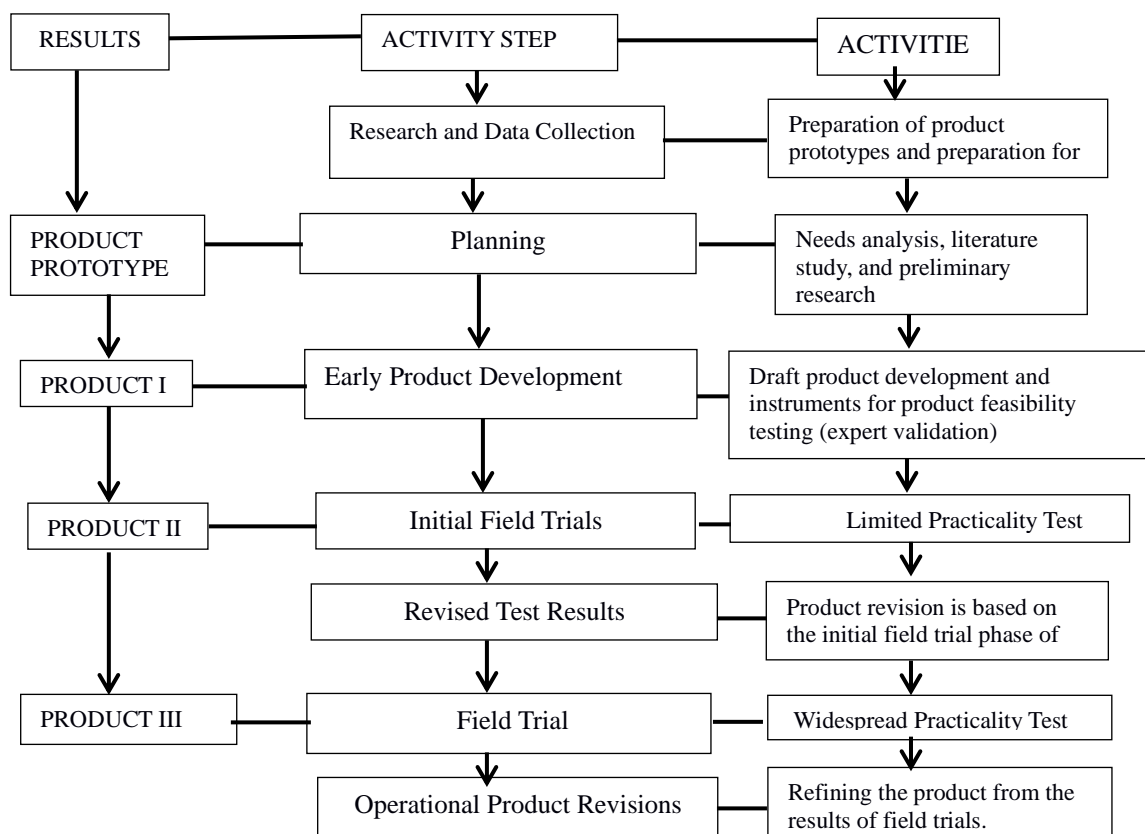 RESULTS
ACTIVITY STEP
ACTIVITIE
Research and Data Collection
Preparation of product
prototypes and preparation for
PRODUCT
PROTOTYPE
Planning
Needs analysis, literature
study, and preliminary
research
PRODUCT I
Early Product Development
Draft product development and
instruments for product feasibility
testing (expert validation)
PRODUCT II
Initial Field Trials
Limited Practicality Test
Revised Test Results
Product revision is based on
the initial field trial phase of
PRODUCT III
Field Trial
Widespread Practicality Test
Operational Product Revisions
Refining the product from the
results of field trials.